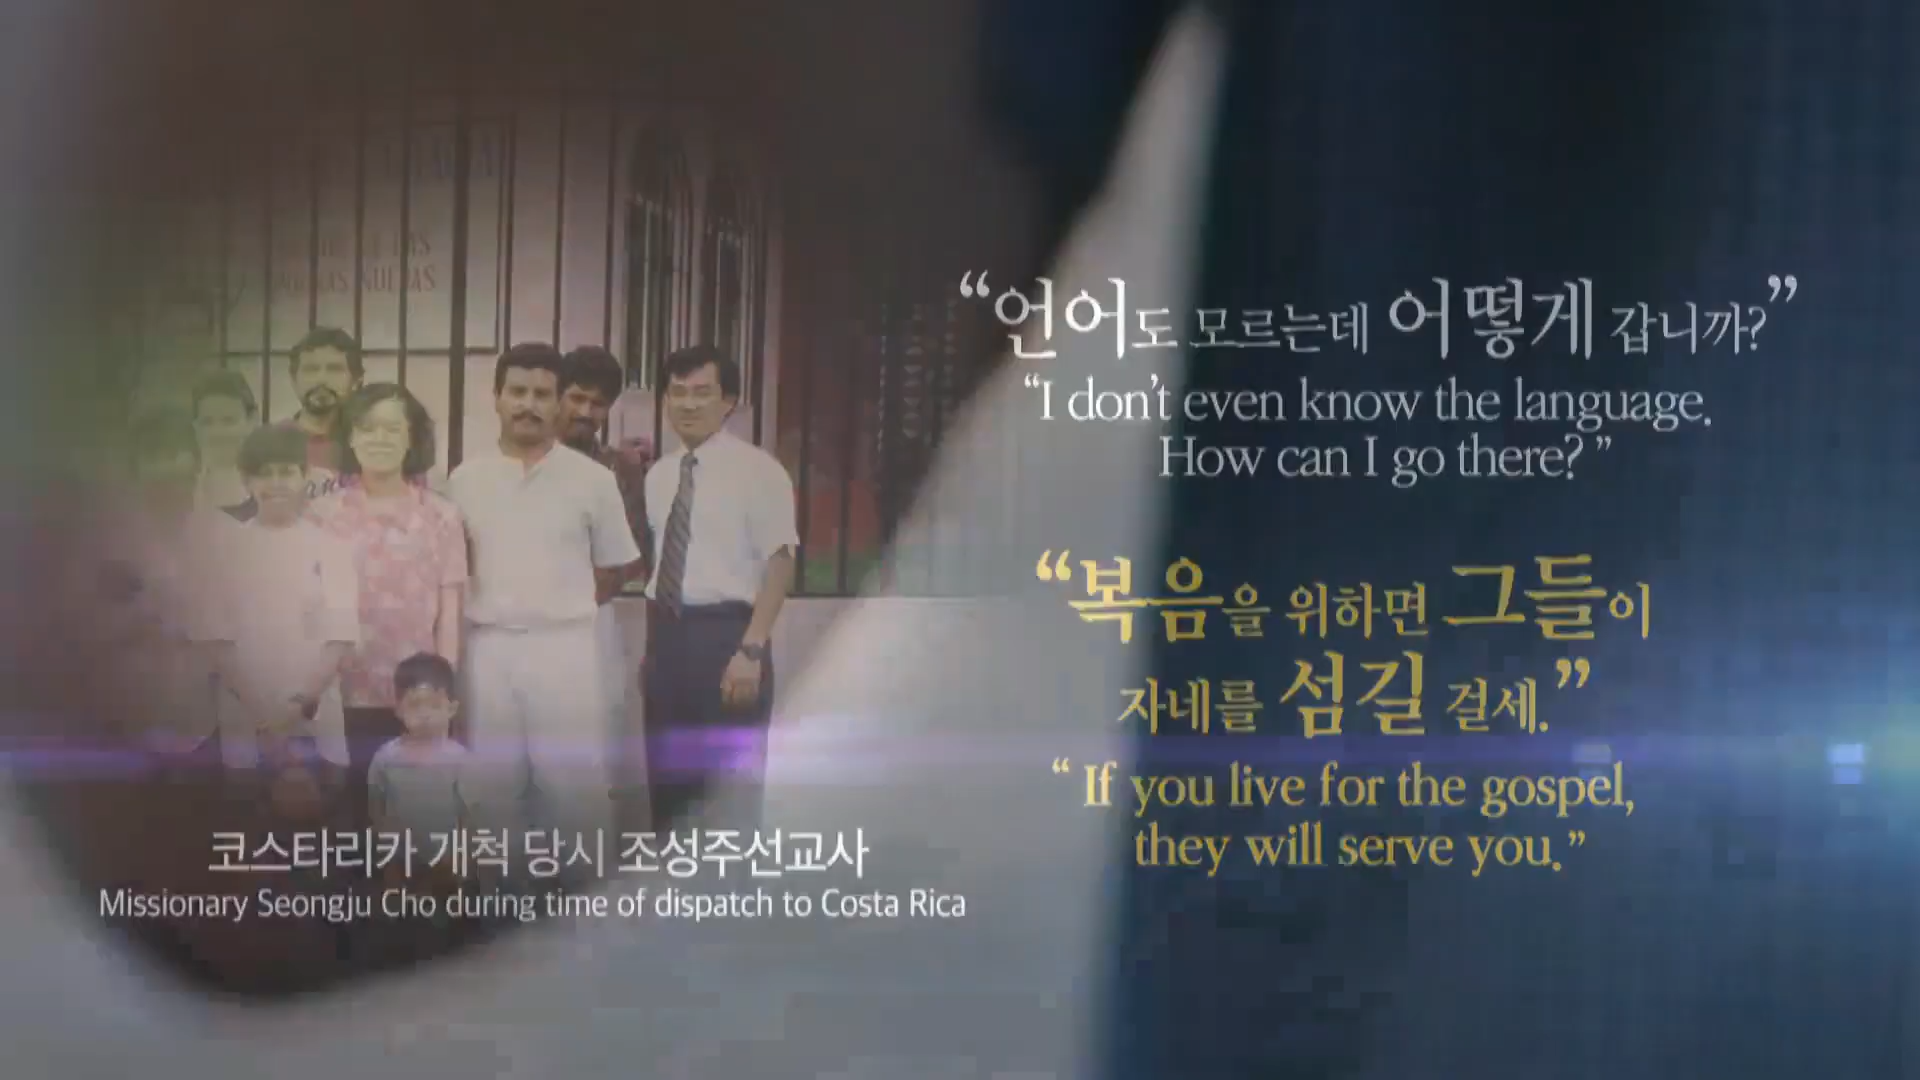 “언어도 모르는데 어떻게 갑니까?”
“I don't even know the language.
How can I go there?”
“복음을 위하면 그들이
자네를 섬길 걸세.”
“If you live for the gospel,
they will serve you.”
코스타리카 개척 당시 조성주선교사
Missionary Seongju Cho during time of dispatch to Costa Rica